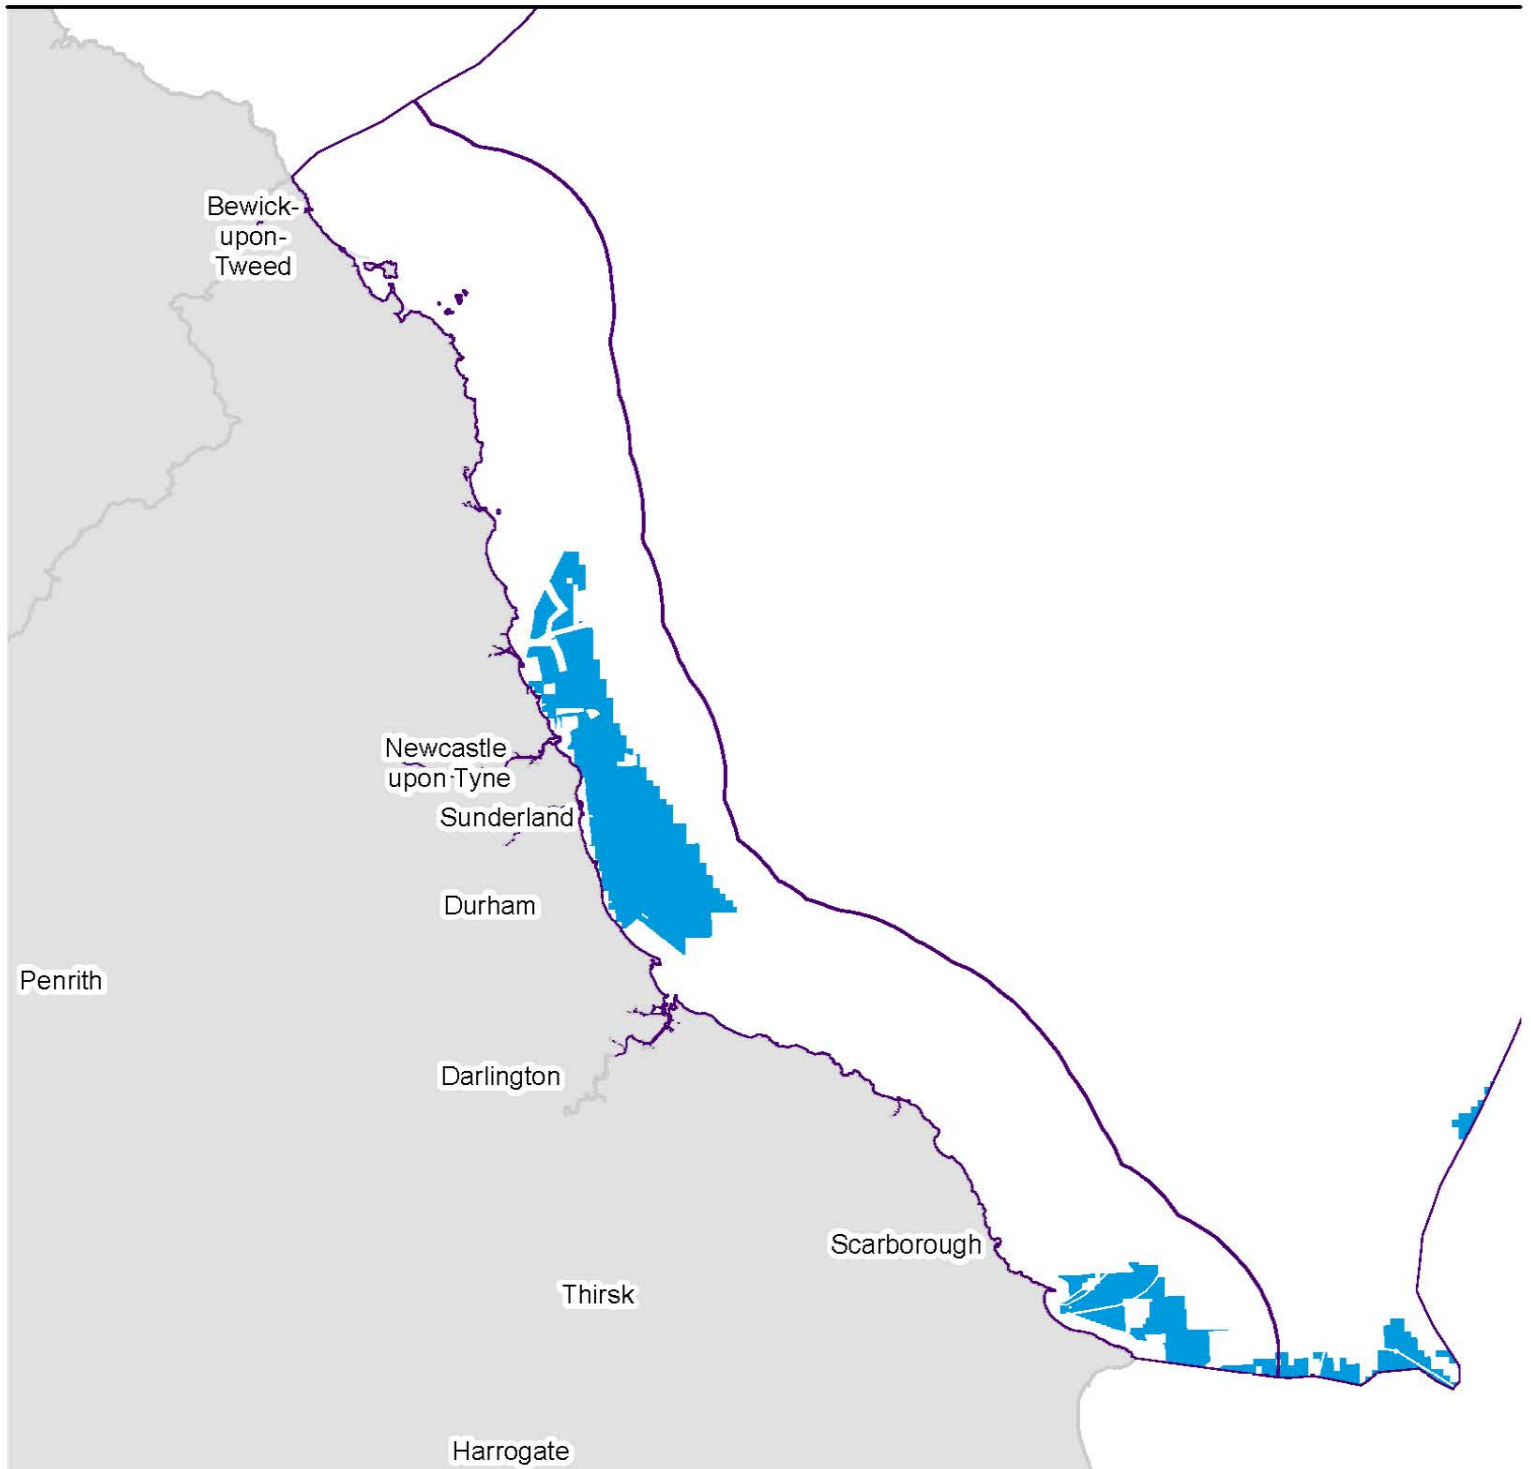 Bewick-
upon-
Tweed
Newcastle
upon-Tyne
Sunderland
Durham
Penrith
Darlington
Scarborough
Thirsk
Harrogate